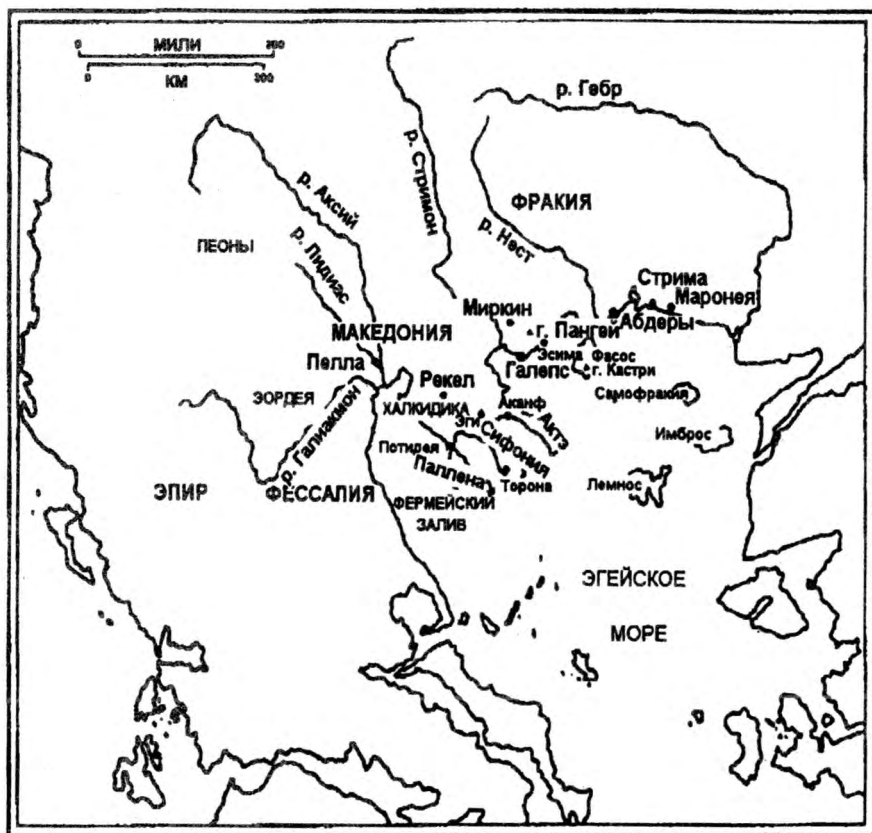 0 МИЛИ 300
0 КМ 200
р. Гебр
р. Стримон
р. Аксий
ФРАКИЯ
ЛЕОНЫ
р. Лидиас
р. Нест
Стрима
Маронея
Миркин
г. Пангей
Абдеры
МАКЕДОНИЯ
Эсима
Фасос
Пелла
Галепс
г. Кастри
Рекел
ЗОРДЕЯ
ХАЛКИДИКА
Аканф
Самофракия
р. Галиакмон
Эги
Сифония
Актэ
Имброс
Потидея
Паллена
Торона
Лемнос
ЭПИР
ФЕССАЛИЯ
ФЕРМЕЙСКИЙ
ЗАЛИВ
ЭГЕЙСКОЕ
МОРЕ